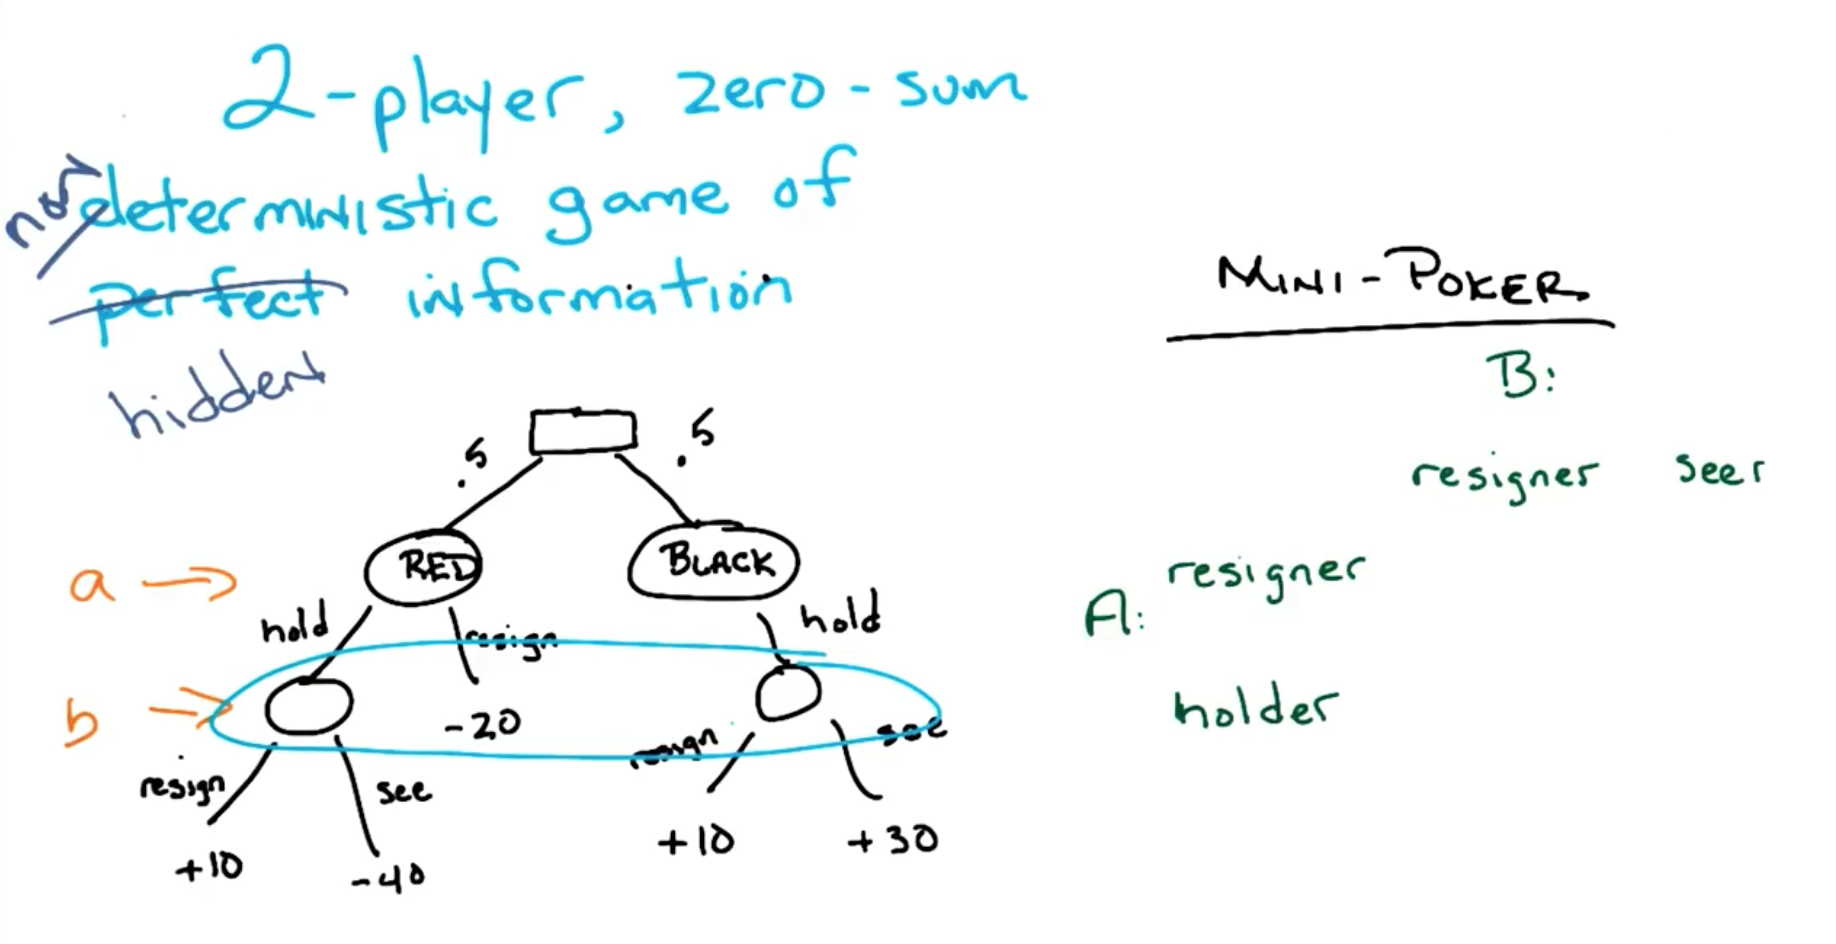 2-player, zero-sum
non
deterministic game of
perfect information
hidden
MINI-POKER
B:
resigner seer
A:
resigner
holder
.5 .5
RED BLACK
a →
hold resign hold
b →
-20
resign see resign see
+10 -40 +10 +30